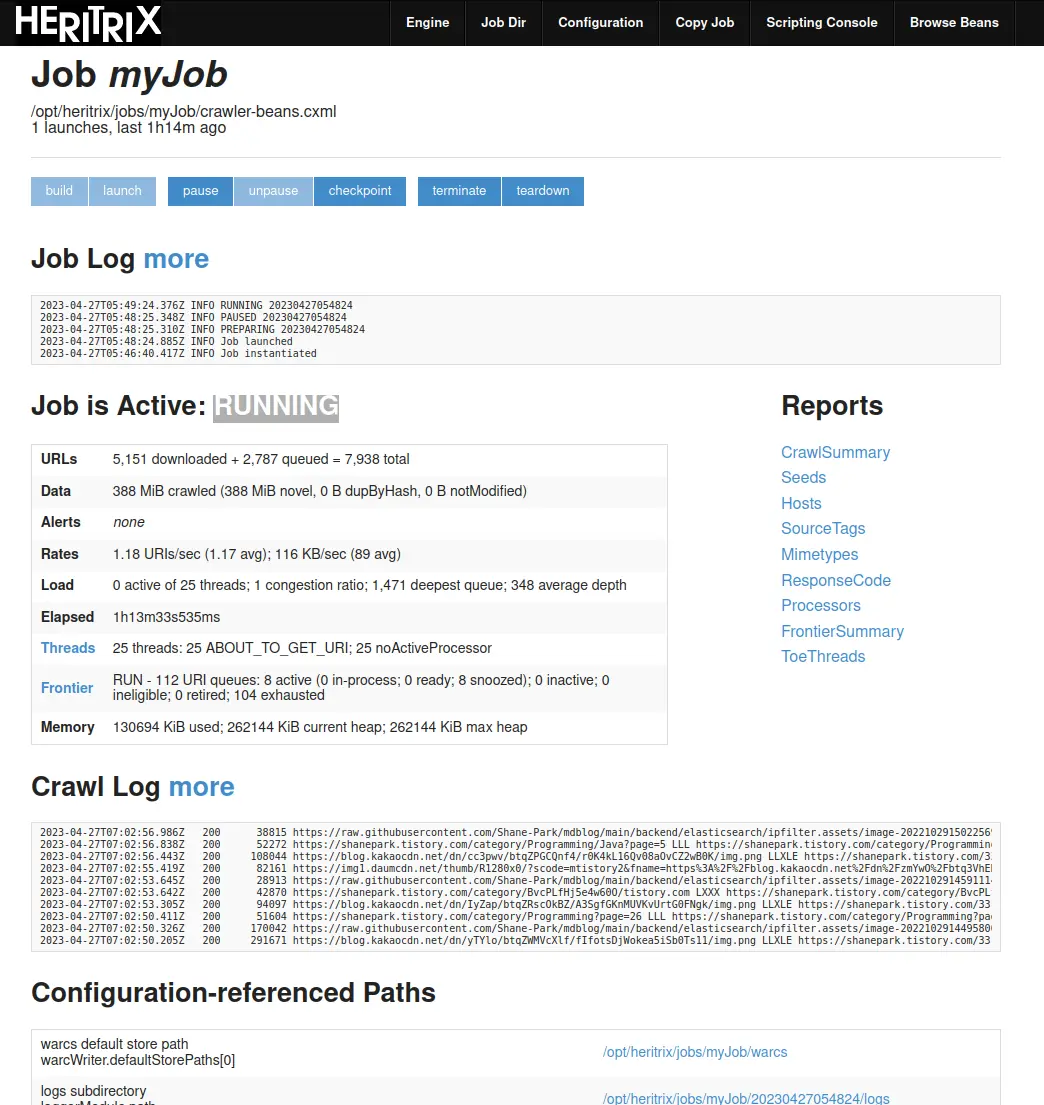 HERITRIX
Engine
Job Dir
Configuration
Copy Job
Scripting Console
Browse Beans
Job myJob
/opt/heritrix/jobs/myJob/crawler-beans.cxml
1 launches, last 1h14m ago
build
launch
pause
unpause
checkpoint
terminate
teardown
Job Log more
2023-04-27T05:49:24.376Z INFO RUNNING 20230427054824
2023-04-27T05:48:25.348Z INFO PAUSED 20230427054824
2023-04-27T05:48:25.310Z INFO PREPARING 20230427054824
2023-04-27T05:48:24.885Z INFO Job launched
2023-04-27T05:46:40.417Z INFO Job instantiated
Job is Active: RUNNING
URLs 5,151 downloaded + 2,787 queued = 7,938 total
Data 388 MiB crawled (388 MiB novel, 0 B dupByHash, 0 B notModified)
Alerts none
Rates 1.18 URIs/sec (1.17 avg); 116 KB/sec (89 avg)
Load 0 active of 25 threads; 1 congestion ratio; 1,471 deepest queue; 348 average depth
Elapsed 1h13m33s535ms
Threads 25 threads: 25 ABOUT_TO_GET_URI; 25 noActiveProcessor
Frontier RUN - 112 URI queues: 8 active (0 in-process; 0 ready; 8 snoozed); 0 inactive; 0
ineligible; 0 retired; 104 exhausted
Memory 130694 KiB used; 262144 KiB current heap; 262144 KiB max heap
Reports
CrawlSummary
Seeds
Hosts
SourceTags
Mimetypes
ResponseCode
Processors
FrontierSummary
ToeThreads
Crawl Log more
2023-04-27T07:02:56.986Z 200 38815 https://raw.githubusercontent.com/Shane-Park/mdblog/main/backend/elasticsearch/ipfilter.assets/image-2022102915022569
2023-04-27T07:02:56.838Z 200 52272 https://shanepark.tistory.com/category/Programming/Java?page=5 LLL https://shanepark.tistory.com/category/Programming
2023-04-27T07:02:56.443Z 200 108044 https://blog.kakaocdn.net/dn/cc3pwv/btqZPGCQnf4/r0K4kL16Qv08aOvCZ2wB0K/img.png LLXLE https://shanepark.tistory.com/3
2023-04-27T07:02:55.419Z 200 82161 https://img1.daumcdn.net/thumb/R1280x0/?scode=mtistory2&fname=https%3A%2F%2Fblog.kakaocdn.net%2Fdn%2FzmYwO%2Fbtq3VhE
2023-04-27T07:02:53.645Z 200 28913 https://raw.githubusercontent.com/Shane-Park/mdblog/main/backend/elasticsearch/ipfilter.assets/image-202210291459111
2023-04-27T07:02:53.642Z 200 42870 https://shanepark.tistory.com/category/BvcPLfHj5e4w60O/tistory.com LXXX https://shanepark.tistory.com/category/BvcPL
2023-04-27T07:02:53.305Z 200 94097 https://blog.kakaocdn.net/dn/IyZap/btqZRscOkBZ/A3SgfGKnMUVKvUrtG0FNgk/img.png LLXLE https://shanepark.tistory.com/33
2023-04-27T07:02:50.411Z 200 51604 https://shanepark.tistory.com/category/Programming?page=26 LLL https://shanepark.tistory.com/category/Programming?pa
2023-04-27T07:02:50.326Z 200 170042 https://raw.githubusercontent.com/Shane-Park/mdblog/main/backend/elasticsearch/ipfilter.assets/image-202210291449580
2023-04-27T07:02:50.205Z 200 291671 https://blog.kakaocdn.net/dn/yTYlo/btqZWMVcXlf/fIfotsDjWokea5iSb0Ts11/img.png LLXLE https://shanepark.tistory.com/33
Configuration-referenced Paths
warcs default store path
warcWriter.defaultStorePaths[0]
/opt/heritrix/jobs/myJob/warcs
logs subdirectory
/opt/heritrix/jobs/myJob/20230427054824/logs